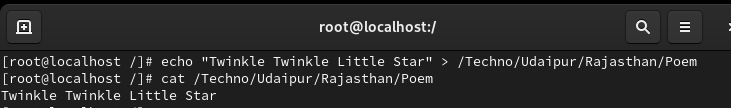 root@localhost:/
[root@localhost /]# echo "Twinkle Twinkle Little Star" > /Techno/Udaipur/Rajasthan/Poem
[root@localhost /]# cat /Techno/Udaipur/Rajasthan/Poem
Twinkle Twinkle Little Star